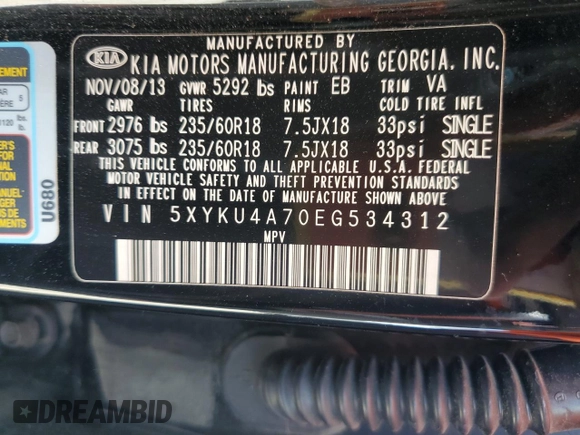 MANUFACTURED BY
KIA KIA MOTORS MANUFACTURING GEORGIA, INC.
NOV/08/13 GVWR 5292 lbs PAINT EB TRIM VA
GAWR TIRES RIMS COLD TIRE INFL
FRONT 2976 lbs 235/60R18 7.5JX18 33psi SINGLE
REAR 3075 lbs 235/60R18 7.5JX18 33psi SINGLE
THIS VEHICLE CONFORMS TO ALL APPLICABLE U.S.A. FEDERAL
MOTOR VEHICLE SAFETY AND THEFT PREVENTION STANDARDS
IN EFFECT ON THE DATE OF MANUFACTURE SHOWN ABOVE
VIN 5XYKU4A70EG534312
MPV
U680
DREAMBID